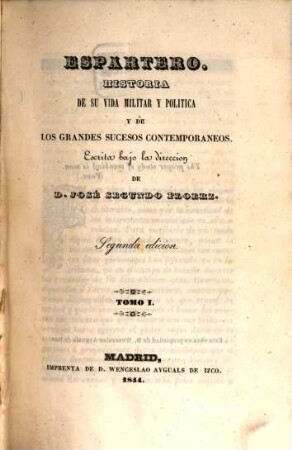 ESPARTERO.
HISTORIA
DE SU VIDA MILITAR Y POLITICA
Y DE
LOS GRANDES SUCESOS CONTEMPORANEOS.
Escrita bajo la direccion
DE
D. JOSÉ SEGUNDO FLOREZ.
Segunda edicion
TOMO I.
MADRID,
IMPRENTA DE D. WENCESLAO AYGUALS DE IZCO.
1844.